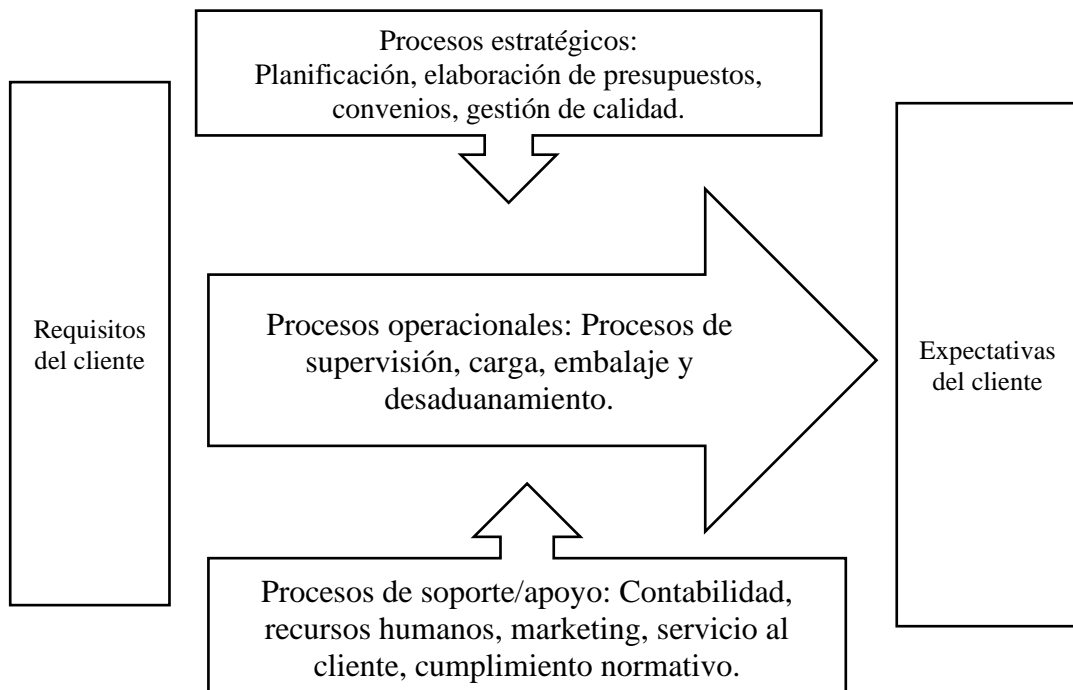 Procesos estratégicos:
Planificación, elaboración de presupuestos,
convenios, gestión de calidad.
Requisitos
del cliente
Procesos operacionales: Procesos de
supervisión, carga, embalaje y
desaduanamiento.
Expectativas
del cliente
Procesos de soporte/apoyo: Contabilidad,
recursos humanos, marketing, servicio al
cliente, cumplimiento normativo.